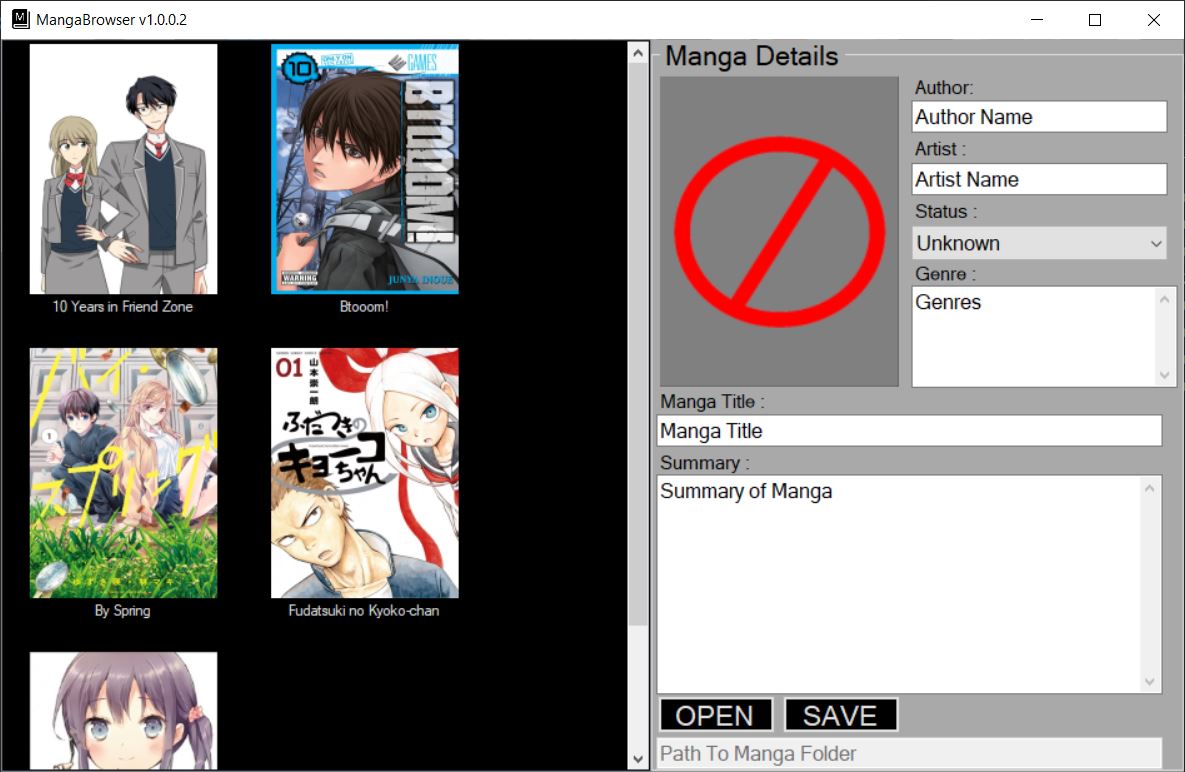 MangaBrowser v1.0.0.2
10
ONLY ON
GAMES
BTOOOM!
WARNING
JUNYA INOUE
10 Years in Friend Zone
Btooom!
バイ・
スプリング
1
By Spring
01
山本崇一朗
ふだつきの
キョーコ
ちゃん
Fudatsuki no Kyoko-chan
Manga Details
Author:
Author Name
Artist :
Artist Name
Status :
Unknown
Genre :
Genres
Manga Title :
Manga Title
Summary :
Summary of Manga
OPEN
SAVE
Path To Manga Folder